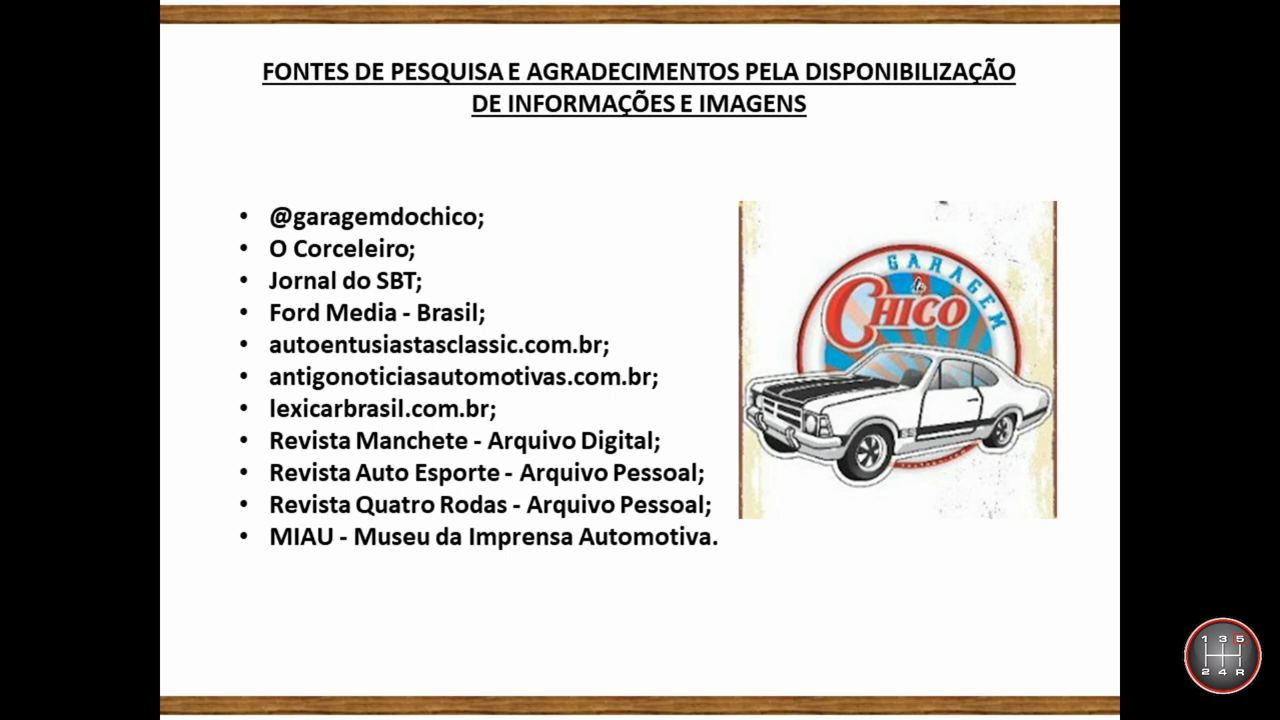 FONTES DE PESQUISA E AGRADECIMENTOS PELA DISPONIBILIZAÇÃO
DE INFORMAÇÕES E IMAGENS
• @garagemdochico;
• O Corceleiro;
• Jornal do SBT;
• Ford Media - Brasil;
• autoentusiastasclassic.com.br;
• antigonoticiasautomotivas.com.br;
• lexicarbrasil.com.br;
• Revista Manchete - Arquivo Digital;
• Revista Auto Esporte - Arquivo Pessoal;
• Revista Quatro Rodas - Arquivo Pessoal;
• MIAU - Museu da Imprensa Automotiva.
GARAGEM
do
CHICO
1 3 5
2 4 R